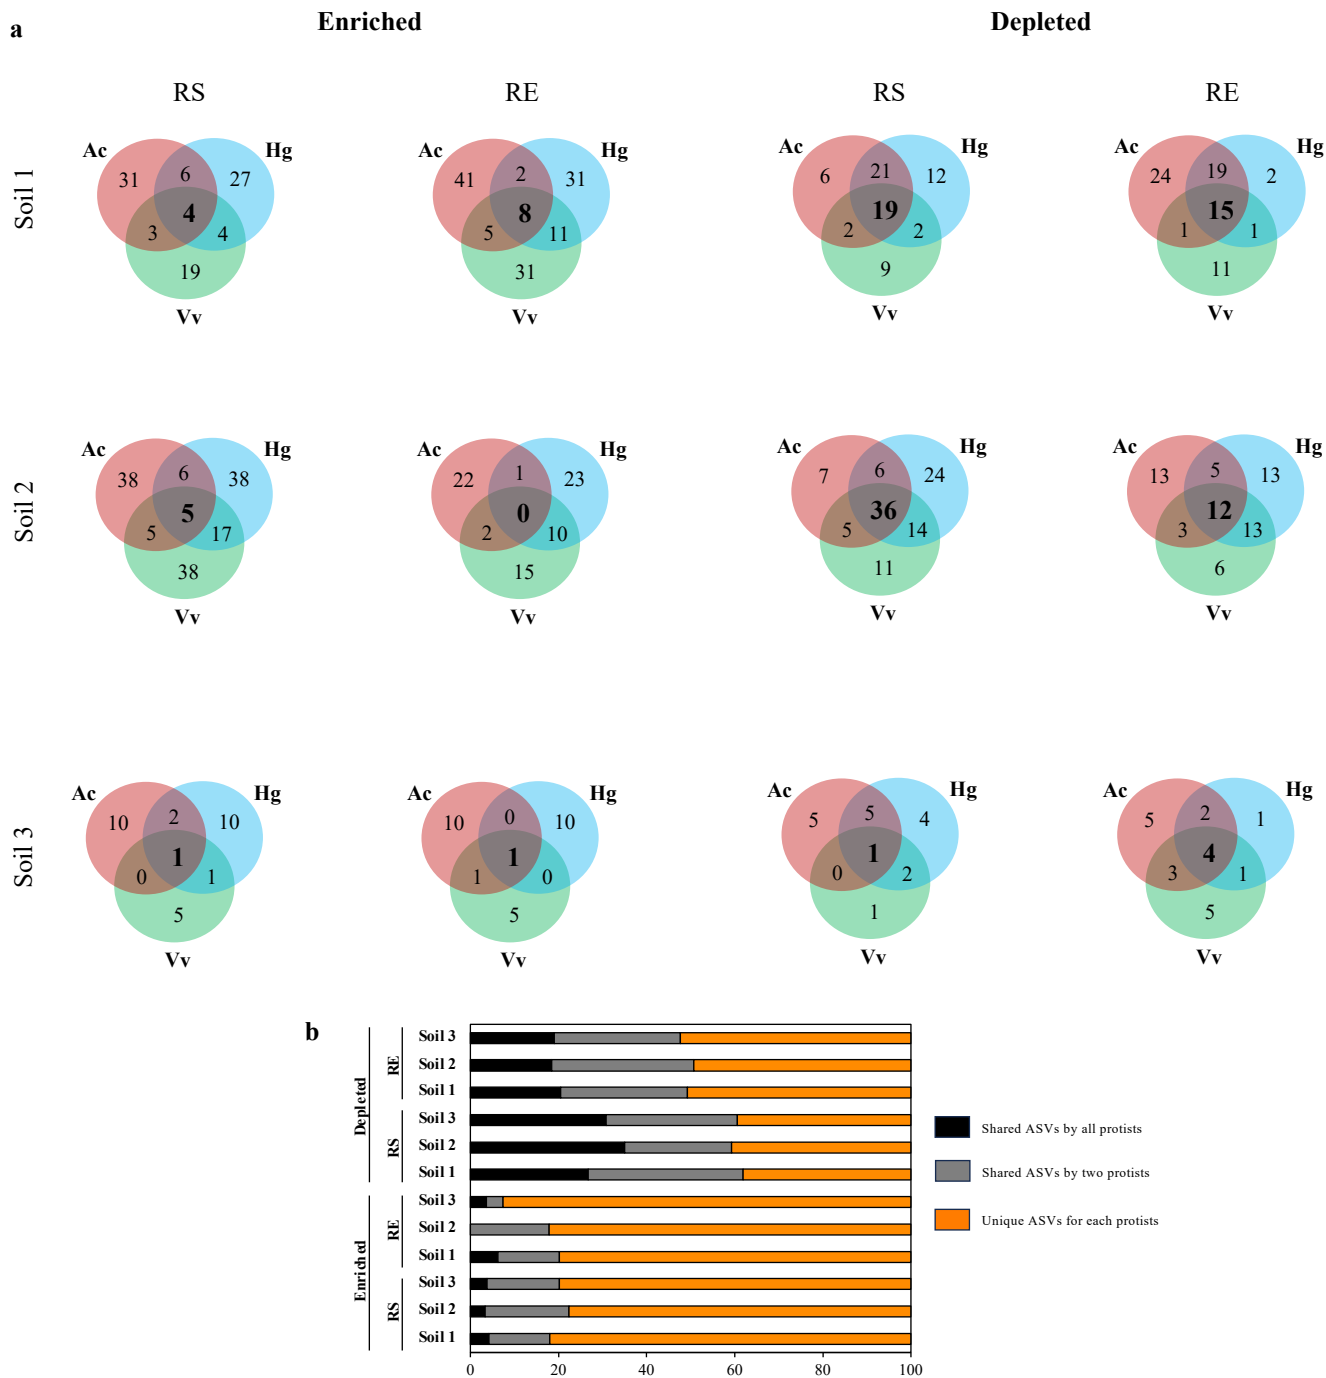 a
Enriched
Depleted
RS
RE
RS
RE
Soil 1
Ac
Hg
31
6
27
4
3
4
19
Vv
Ac
Hg
41
2
31
8
5
11
31
Vv
Ac
Hg
6
21
12
19
2
2
9
Vv
Ac
Hg
24
19
2
15
1
1
11
Vv
Soil 2
Ac
Hg
38
6
38
5
5
17
38
Vv
Ac
Hg
22
1
23
0
2
10
15
Vv
Ac
Hg
7
6
24
36
5
14
11
Vv
Ac
Hg
13
5
13
12
3
13
6
Vv
Soil 3
Ac
Hg
10
2
10
1
0
1
5
Vv
Ac
Hg
10
0
10
1
1
0
5
Vv
Ac
Hg
5
5
4
1
0
2
1
Vv
Ac
Hg
5
2
1
4
3
1
5
Vv
b
Depleted
RE
Soil 3
Soil 2
Soil 1
RS
Soil 3
Soil 2
Soil 1
Enriched
RE
Soil 3
Soil 2
Soil 1
RS
Soil 3
Soil 2
Soil 1
0 20 40 60 80 100
Shared ASVs by all protists
Shared ASVs by two protists
Unique ASVs for each protists